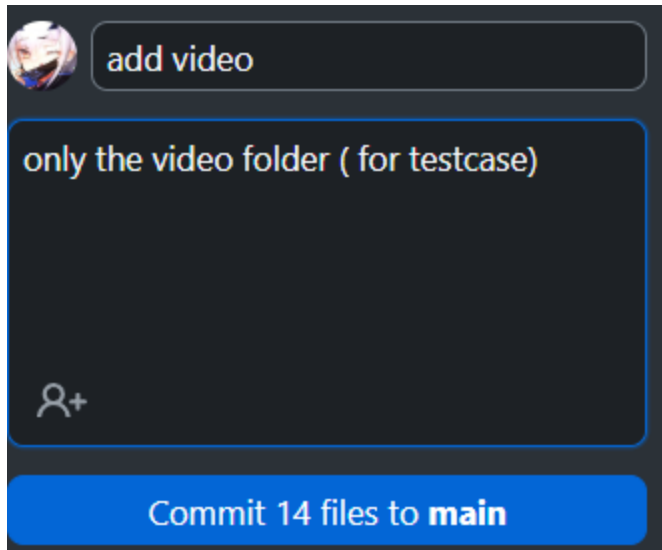 add video
only the video folder ( for testcase)
Commit 14 files to main